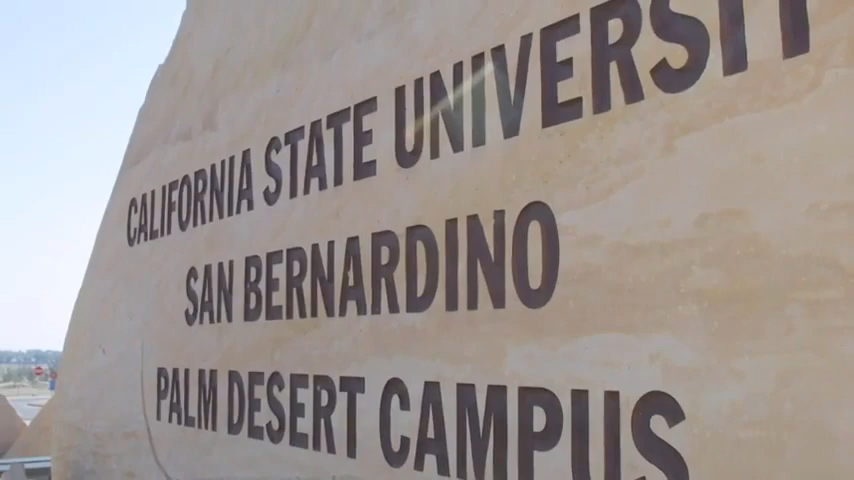 CALIFORNIA STATE UNIVERSIT
SAN BERNARDINO
PALM DESERT CAMPUS